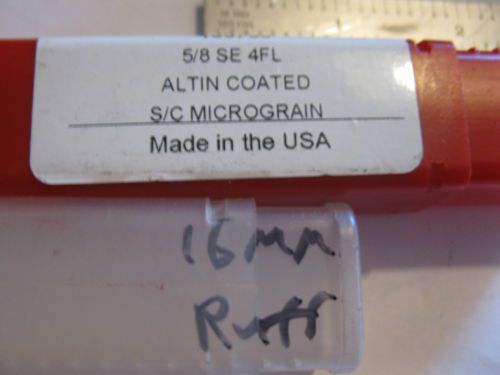 5/8 SE 4FL
ALTIN COATED
S/C MICROGRAIN
Made in the USA
16mm
Ruff